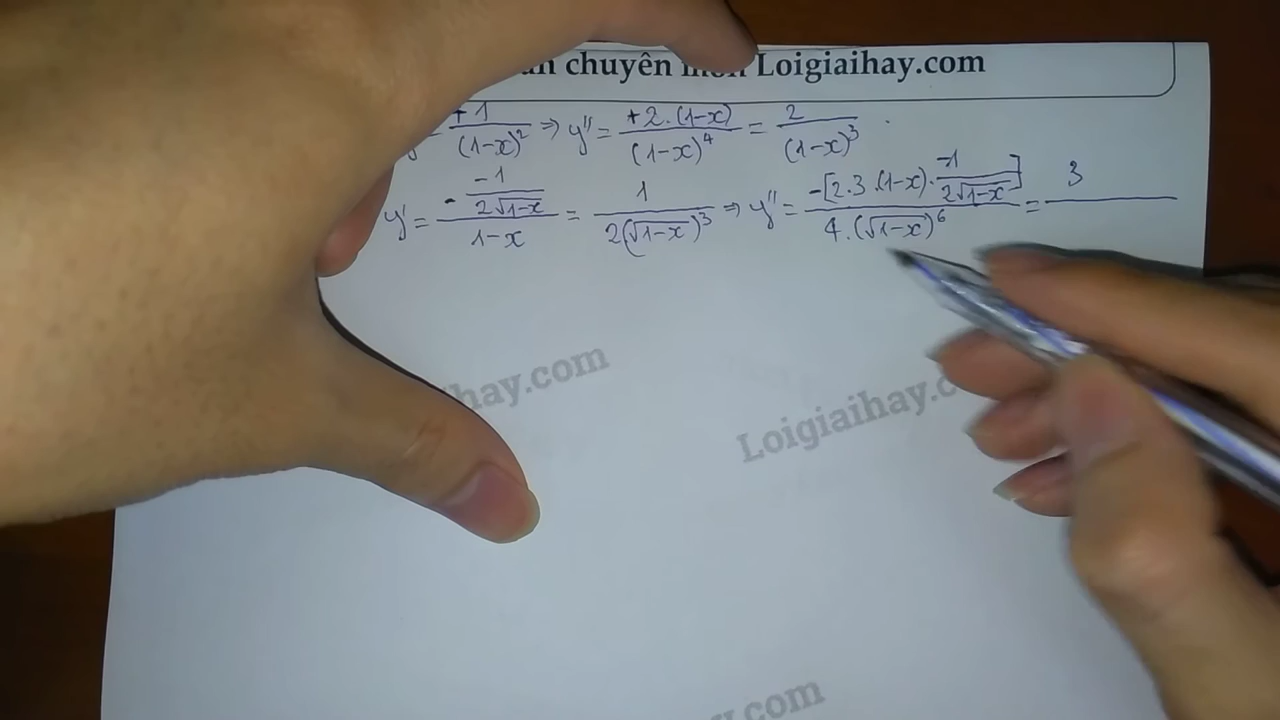 chuyên môn Loigiaihay.com
+1/(1-x)² ⇒ y'' = +2.(1-x)/(1-x)⁴ = 2/(1-x)³
y' = - (-1/(2√(1-x)))/(1-x) = 1/(2(√(1-x))³) ⇒ y'' = -[2.3.(1-x).(-1/(2√(1-x)))]/(4.(√(1-x))⁶) = 3
hay.com
Loigiaihay.c
y.com